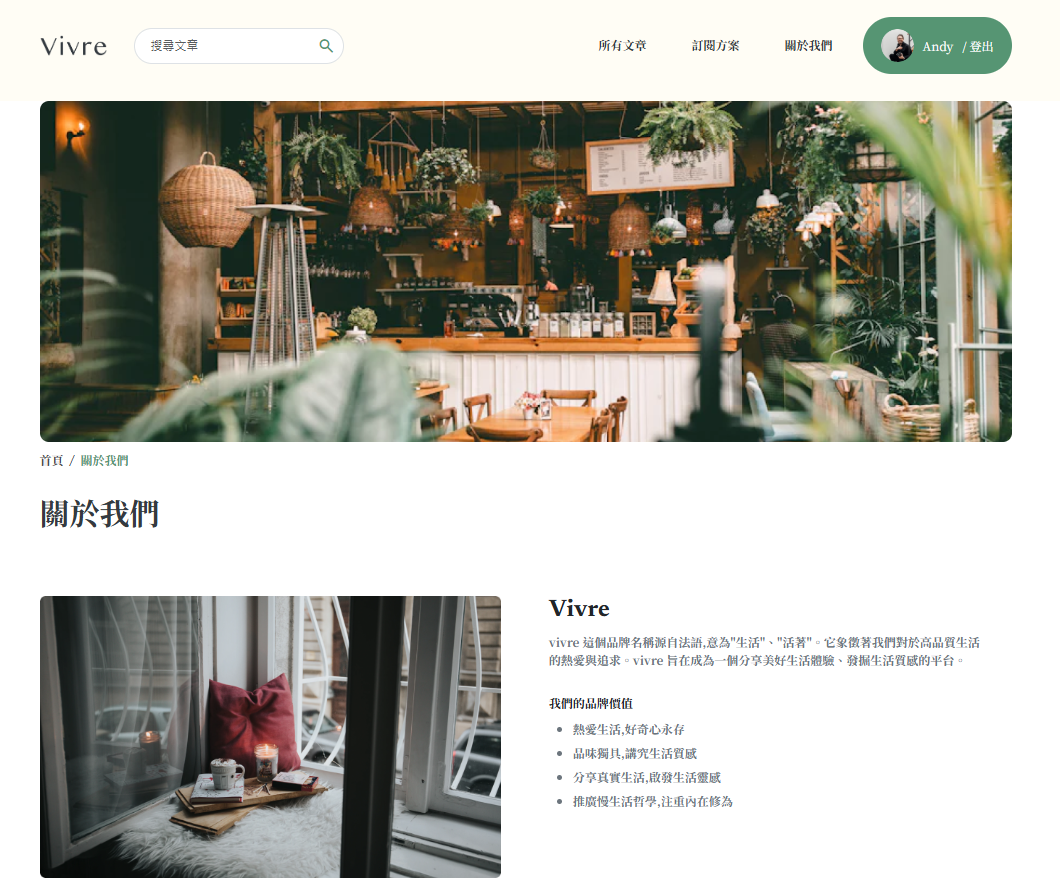 Vivre
搜尋文章
所有文章
訂閱方案
關於我們
Andy / 登出
首頁 / 關於我們
關於我們
Vivre
vivre 這個品牌名稱源自法語,意為"生活"、"活著"。它象徵著我們對於高品質生活
的熱愛與追求。vivre 旨在成為一個分享美好生活體驗、發掘生活質感的平台。
我們的品牌價值
熱愛生活,好奇心永存
品味獨具,講究生活質感
分享真實生活,啟發生活靈感
推廣慢生活哲學,注重內在修為